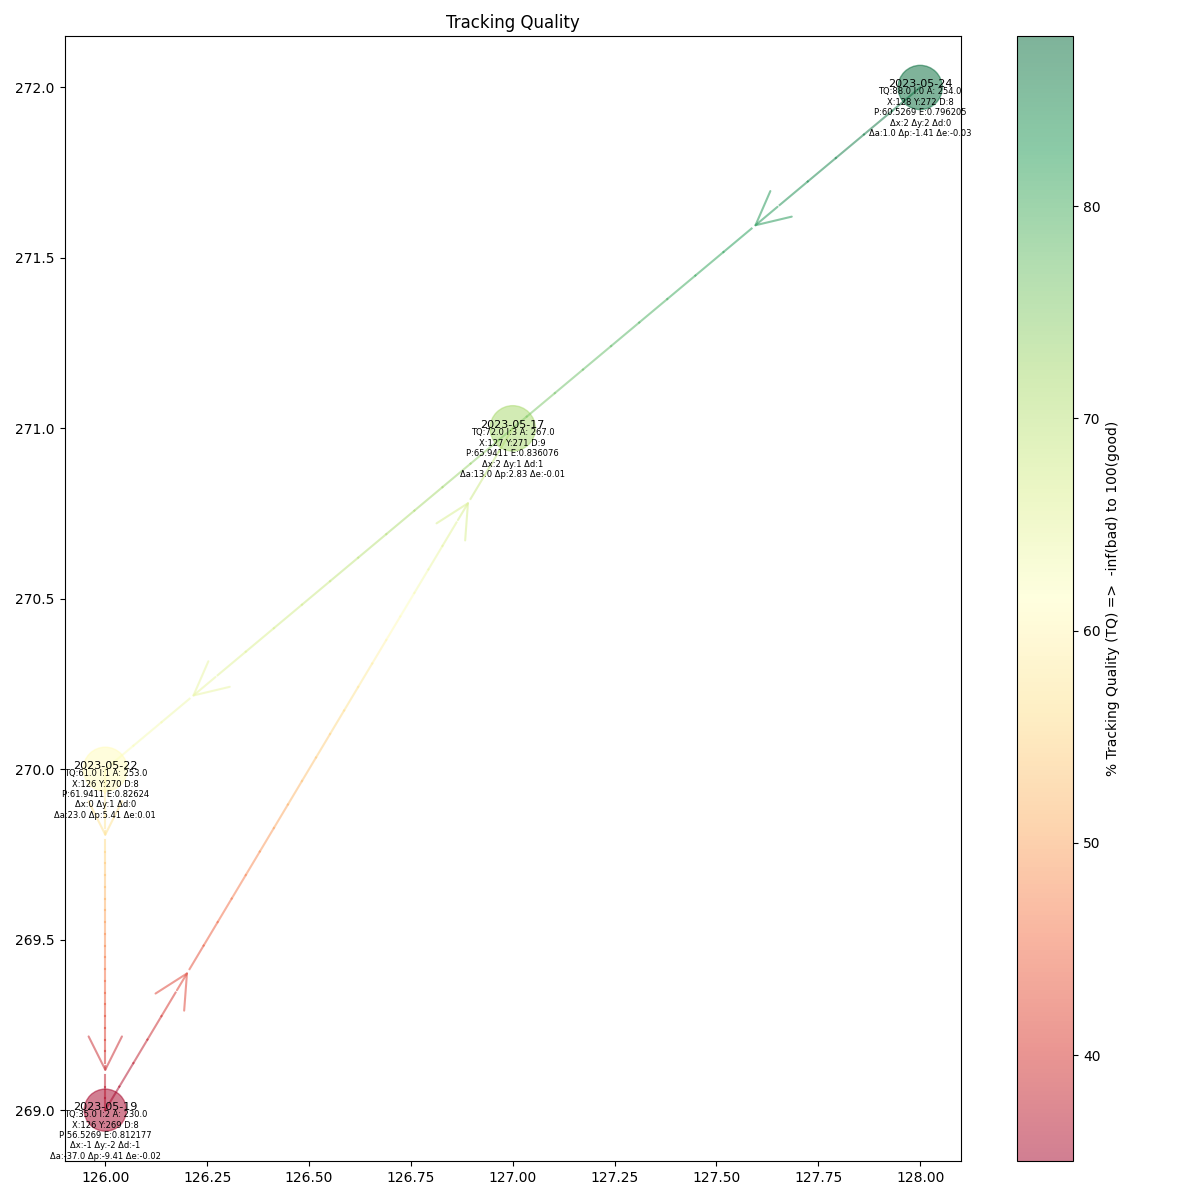 Tracking Quality
272.0
271.5
271.0
270.5
270.0
269.5
269.0
126.00
126.25
126.50
126.75
127.00
127.25
127.50
127.75
128.00
2023-05-24
TQ:88.0 I:0 A: 254.0
X:128 Y:272 D:8
P:60.5269 E:0.796205
Δx:2 Δy:2 Δd:0
Δa:1.0 Δp:-1.41 Δe:-0.03
2023-05-17
TQ:72.0 I:3 A: 267.0
X:127 Y:271 D:9
P:65.9411 E:0.836076
Δx:2 Δy:1 Δd:1
Δa:13.0 Δp:2.83 Δe:-0.01
2023-05-22
TQ:61.0 I:1 A: 253.0
X:126 Y:270 D:8
P:61.9411 E:0.82624
Δx:0 Δy:1 Δd:0
Δa:23.0 Δp:5.41 Δe:0.01
2023-05-19
TQ:35.0 I:2 A: 230.0
X:126 Y:269 D:8
P:56.5269 E:0.812177
Δx:-1 Δy:-2 Δd:-1
Δa:-37.0 Δp:-9.41 Δe:-0.02
80
70
60
50
40
% Tracking Quality (TQ) => -inf(bad) to 100(good)